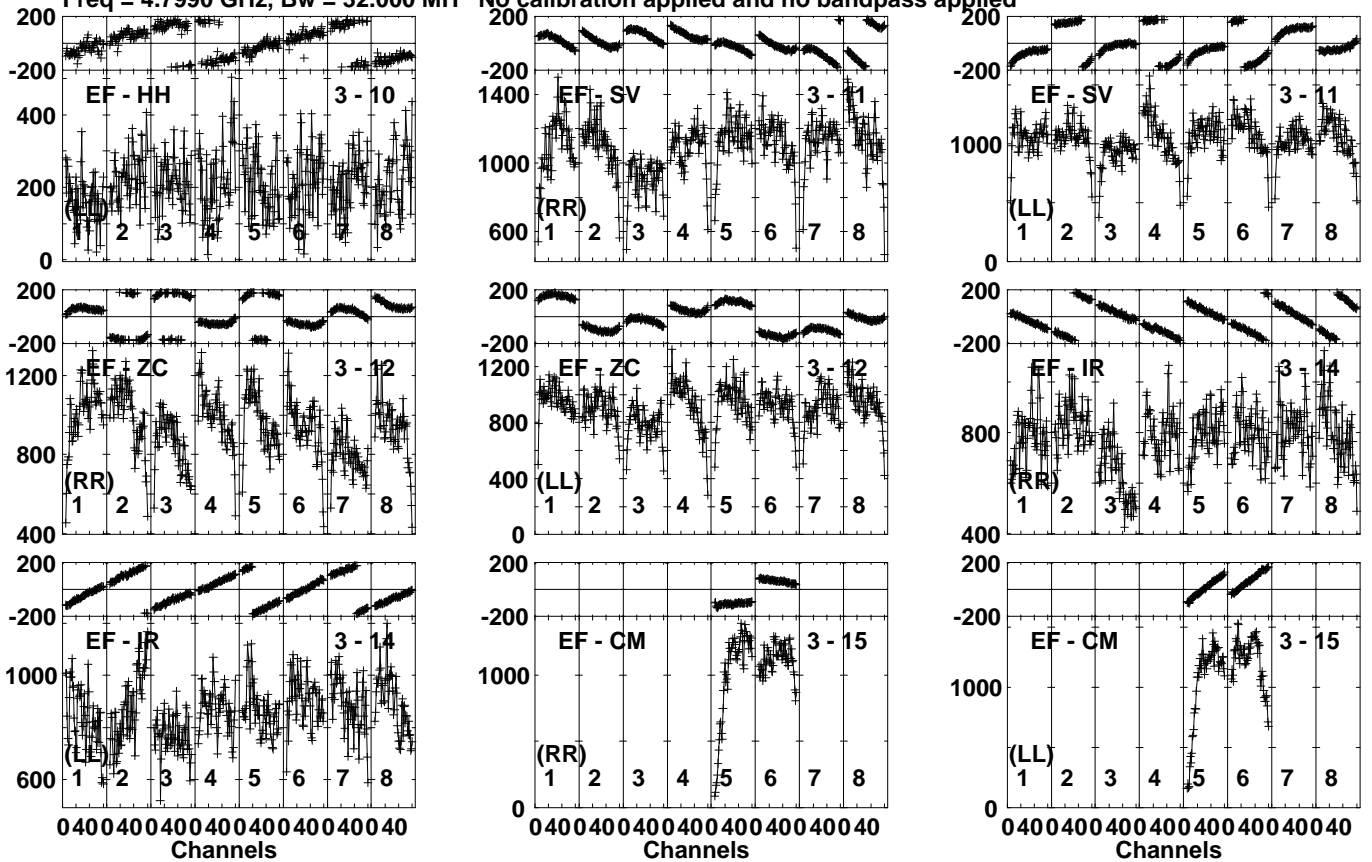 Freq = 4.7990 GHz, Bw = 32.000 MH No calibration applied and no bandpass applied
200
-200
EF - HH 3 - 10
400
200
0
(LL)
1 2 3 4 5 6 7 8
200
-200
EF - SV 3 - 11
1400
1000
600
(RR)
1 2 3 4 5 6 7 8
200
-200
EF - SV 3 - 11
1000
0
(LL)
1 2 3 4 5 6 7 8
200
-200
EF - ZC 3 - 12
1200
800
400
(RR)
1 2 3 4 5 6 7 8
200
-200
EF - ZC 3 - 12
1200
800
400
0
(LL)
1 2 3 4 5 6 7 8
200
-200
EF - IR 3 - 14
800
400
(RR)
1 2 3 4 5 6 7 8
200
-200
EF - IR 3 - 14
1000
600
(LL)
1 2 3 4 5 6 7 8
200
-200
EF - CM 3 - 15
1000
0
(RR)
1 2 3 4 5 6 7 8
200
-200
EF - CM 3 - 15
1000
0
(LL)
1 2 3 4 5 6 7 8
0 40 0 40 0 40 0 40 0 40 0 40 0 40 0 40
Channels
0 40 0 40 0 40 0 40 0 40 0 40 0 40 0 40
Channels
0 40 0 40 0 40 0 40 0 40 0 40 0 40 0 40
Channels